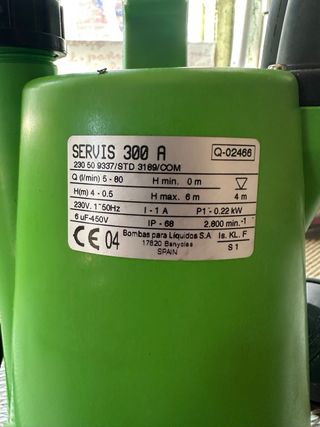 SERVIS 300 A
Q-02466
230 50 9337/STD 3189/COM
Q (l/min) 5 - 80 H min. 0 m
H(m) 4 - 0.5 H max. 6 m 4 m
230V. 1~50Hz I - 1 A P1 - 0.22 kW
6 uF-450V IP - 68 2.800 min.⁻¹
CE 04 Bombas para Líquidos S.A Is. KL. F
17820 Banyoles S 1
SPAIN